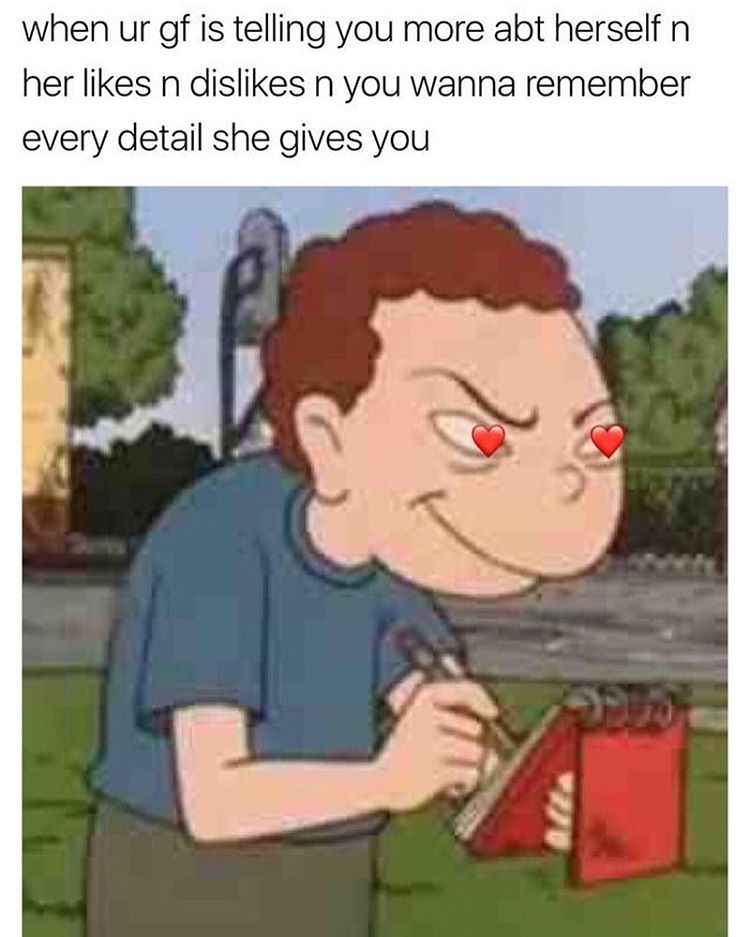 when ur gf is telling you more abt herself n
her likes n dislikes n you wanna remember
every detail she gives you